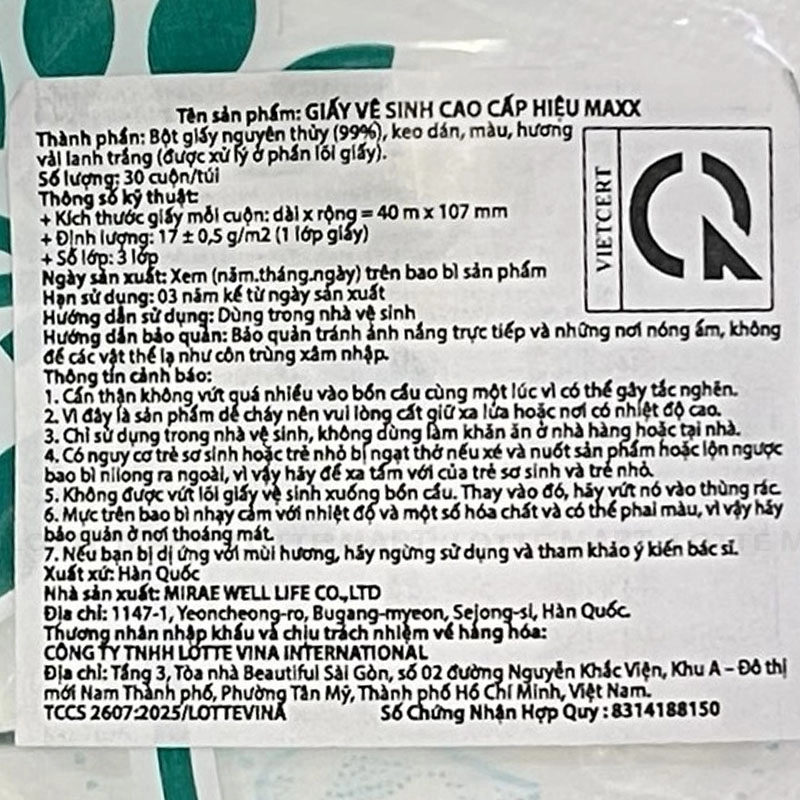 Tên sản phẩm: GIẤY VỆ SINH CAO CẤP HIỆU MAXX
Thành phần: Bột giấy nguyên thủy (99%), keo dán, màu, hương
vải lanh trắng (được xử lý ở phần lõi giấy).
Số lượng: 30 cuộn/túi
Thông số kỹ thuật:
+ Kích thước giấy mỗi cuộn: dài x rộng = 40 m x 107 mm
+ Định lượng: 17 ± 0,5 g/m2 (1 lớp giấy)
+ Số lớp: 3 lớp
Ngày sản xuất: Xem (năm.tháng.ngày) trên bao bì sản phẩm
Hạn sử dụng: 03 năm kể từ ngày sản xuất
Hướng dẫn sử dụng: Dùng trong nhà vệ sinh
Hướng dẫn bảo quản: Bảo quản tránh ánh nắng trực tiếp và những nơi nóng ẩm, không
để các vật thể lạ như côn trùng xâm nhập.
Thông tin cảnh báo:
1. Cẩn thận không vứt quá nhiều vào bồn cầu cùng một lúc vì có thể gây tắc nghẽn.
2. Vì đây là sản phẩm dễ cháy nên vui lòng cất giữ xa lửa hoặc nơi có nhiệt độ cao.
3. Chỉ sử dụng trong nhà vệ sinh, không dùng làm khăn ăn ở nhà hàng hoặc tại nhà.
4. Có nguy cơ trẻ sơ sinh hoặc trẻ nhỏ bị ngạt thở nếu xé và nuốt sản phẩm hoặc lộn ngược
bao bì nilong ra ngoài, vì vậy hãy để xa tầm với của trẻ sơ sinh và trẻ nhỏ.
5. Không được vứt lõi giấy vệ sinh xuống bồn cầu. Thay vào đó, hãy vứt nó vào thùng rác.
6. Mực trên bao bì nhạy cảm với nhiệt độ và một số hóa chất và có thể phai màu, vì vậy hãy
bảo quản ở nơi thoáng mát.
7. Nếu bạn bị dị ứng với mùi hương, hãy ngừng sử dụng và tham khảo ý kiến bác sĩ.
Xuất xứ: Hàn Quốc
Nhà sản xuất: MIRAE WELL LIFE CO.,LTD
Địa chỉ: 1147-1, Yeoncheong-ro, Bugang-myeon, Sejong-si, Hàn Quốc.
Thương nhân nhập khẩu và chịu trách nhiệm về hàng hóa:
CÔNG TY TNHH LOTTE VINA INTERNATIONAL
Địa chỉ: Tầng 3, Tòa nhà Beautiful Sài Gòn, số 02 đường Nguyễn Khắc Viện, Khu A – Đô thị
mới Nam Thành phố, Phường Tân Mỹ, Thành phố Hồ Chí Minh, Việt Nam.
TCCS 2607:2025/LOTTEVINA Số Chứng Nhận Hợp Quy : 8314188150
VIETCERT